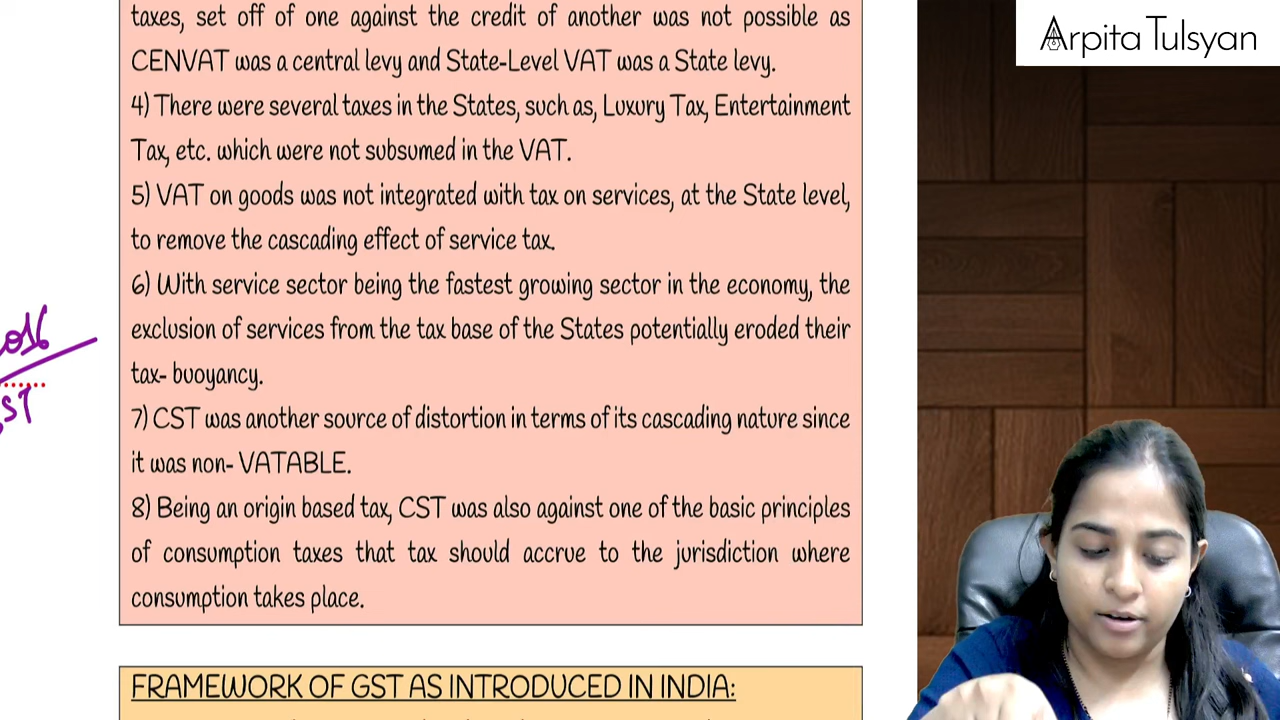 Arpita Tulsyan
taxes, set off of one against the credit of another was not possible as
CENVAT was a central levy and State-Level VAT was a State levy.
4) There were several taxes in the States, such as, Luxury Tax, Entertainment
Tax, etc. which were not subsumed in the VAT.
5) VAT on goods was not integrated with tax on services, at the State level,
to remove the cascading effect of service tax.
6) With service sector being the fastest growing sector in the economy, the
exclusion of services from the tax base of the States potentially eroded their
tax- buoyancy.
7) CST was another source of distortion in terms of its cascading nature since
it was non- VATABLE.
8) Being an origin based tax, CST was also against one of the basic principles
of consumption taxes that tax should accrue to the jurisdiction where
consumption takes place.
FRAMEWORK OF GST AS INTRODUCED IN INDIA: